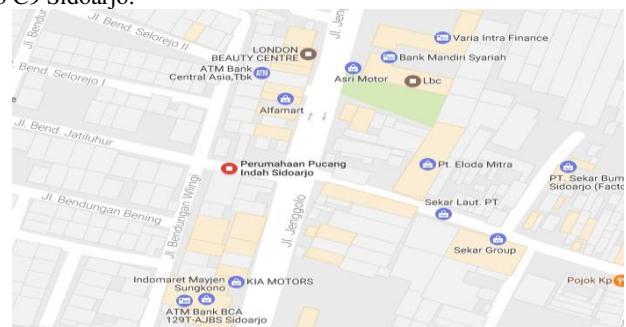 C9 Sidoarjo.
Jl. Bend. Selorejo II
Jl. Bend. Selorejo I
Jl. Bend. Jatiluhur
Jl. Bendungan Bening
Jl. Bendungan Wlingi
LONDON
BEAUTY CENTRE
ATM Bank
Central Asia,Tbk
Alfamart
Asri Motor
Varia Intra Finance
Bank Mandiri Syariah
Lbc
Perumahaan Pucang
Indah Sidoarjo
Pt. Eloda Mitra
PT. Sekar Bum
Sidoarjo (Facto
Sekar Laut. PT
Sekar Group
Jl. Jenggolo
Indomaret Mayjen
Sungkono
KIA MOTORS
ATM Bank BCA
129T-AJBS Sidoarjo
Pojok Kp